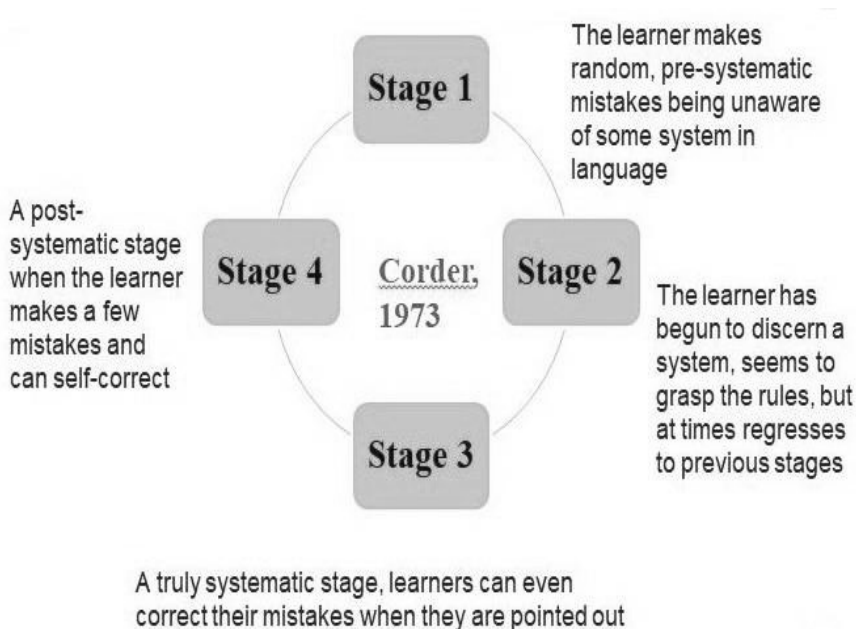 Stage 1
The learner makes
random, pre-systematic
mistakes being unaware
of some system in
language
Stage 2
The learner has
begun to discern a
system, seems to
grasp the rules, but
at times regresses
to previous stages
Stage 3
A truly systematic stage, learners can even
correct their mistakes when they are pointed out
Stage 4
A post-
systematic stage
when the learner
makes a few
mistakes and
can self-correct
Corder,
1973